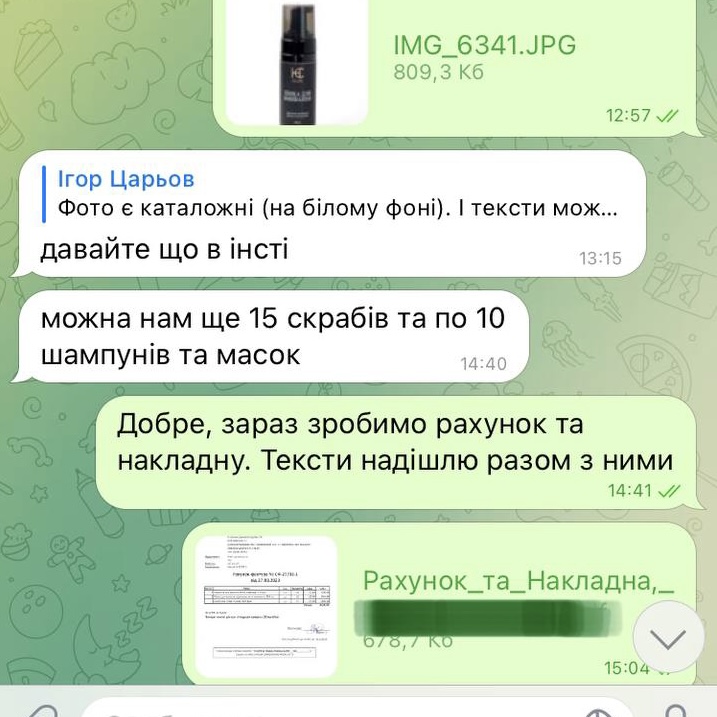 IMG_6341.JPG
809,3 Кб
12:57
Ігор Царьов
Фото є каталожні (на білому фоні). І тексти мож...
давайте що в інсті
13:15
можна нам ще 15 скрабів та по 10
шампунів та масок
14:40
Добре, зараз зробимо рахунок та
накладну. Тексти надішлю разом з ними
14:41
Рахунок_та_Накладна,_
678,7 Кб
15:04